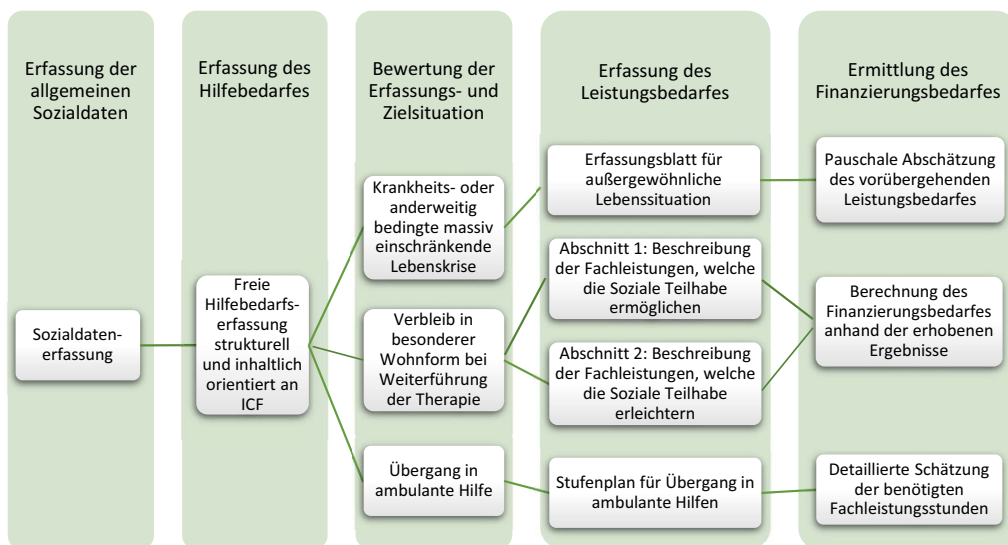 Erfassung der
allgemeinen
Sozialdaten
Erfassung des
Hilfebedarfes
Bewertung der
Erfassungs- und
Zielsituation
Erfassung des
Leistungsbedarfes
Ermittlung des
Finanzierungsbedarfes
Sozialdaten-
erfassung
Freie
Hilfebedarfs-
erfassung
strukturell
und inhaltlich
orientiert an
ICF
Krankheits- oder
anderweitig
bedingte massiv
einschränkende
Lebenskrise
Verbleib in
besonderer
Wohnform bei
Weiterführung
der Therapie
Übergang in
ambulante Hilfe
Erfassungsblatt für
außergewöhnliche
Lebenssituation
Abschnitt 1: Beschreibung
der Fachleistungen, welche
die Soziale Teilhabe
ermöglichen
Abschnitt 2: Beschreibung
der Fachleistungen, welche
die Soziale Teilhabe
erleichtern
Stufenplan für Übergang in
ambulante Hilfen
Pauschale Abschätzung
des vorübergehenden
Leistungsbedarfes
Berechnung des
Finanzierungsbedarfes
anhand der erhobenen
Ergebnisse
Detaillierte Schätzung
der benötigten
Fachleistungsstunden